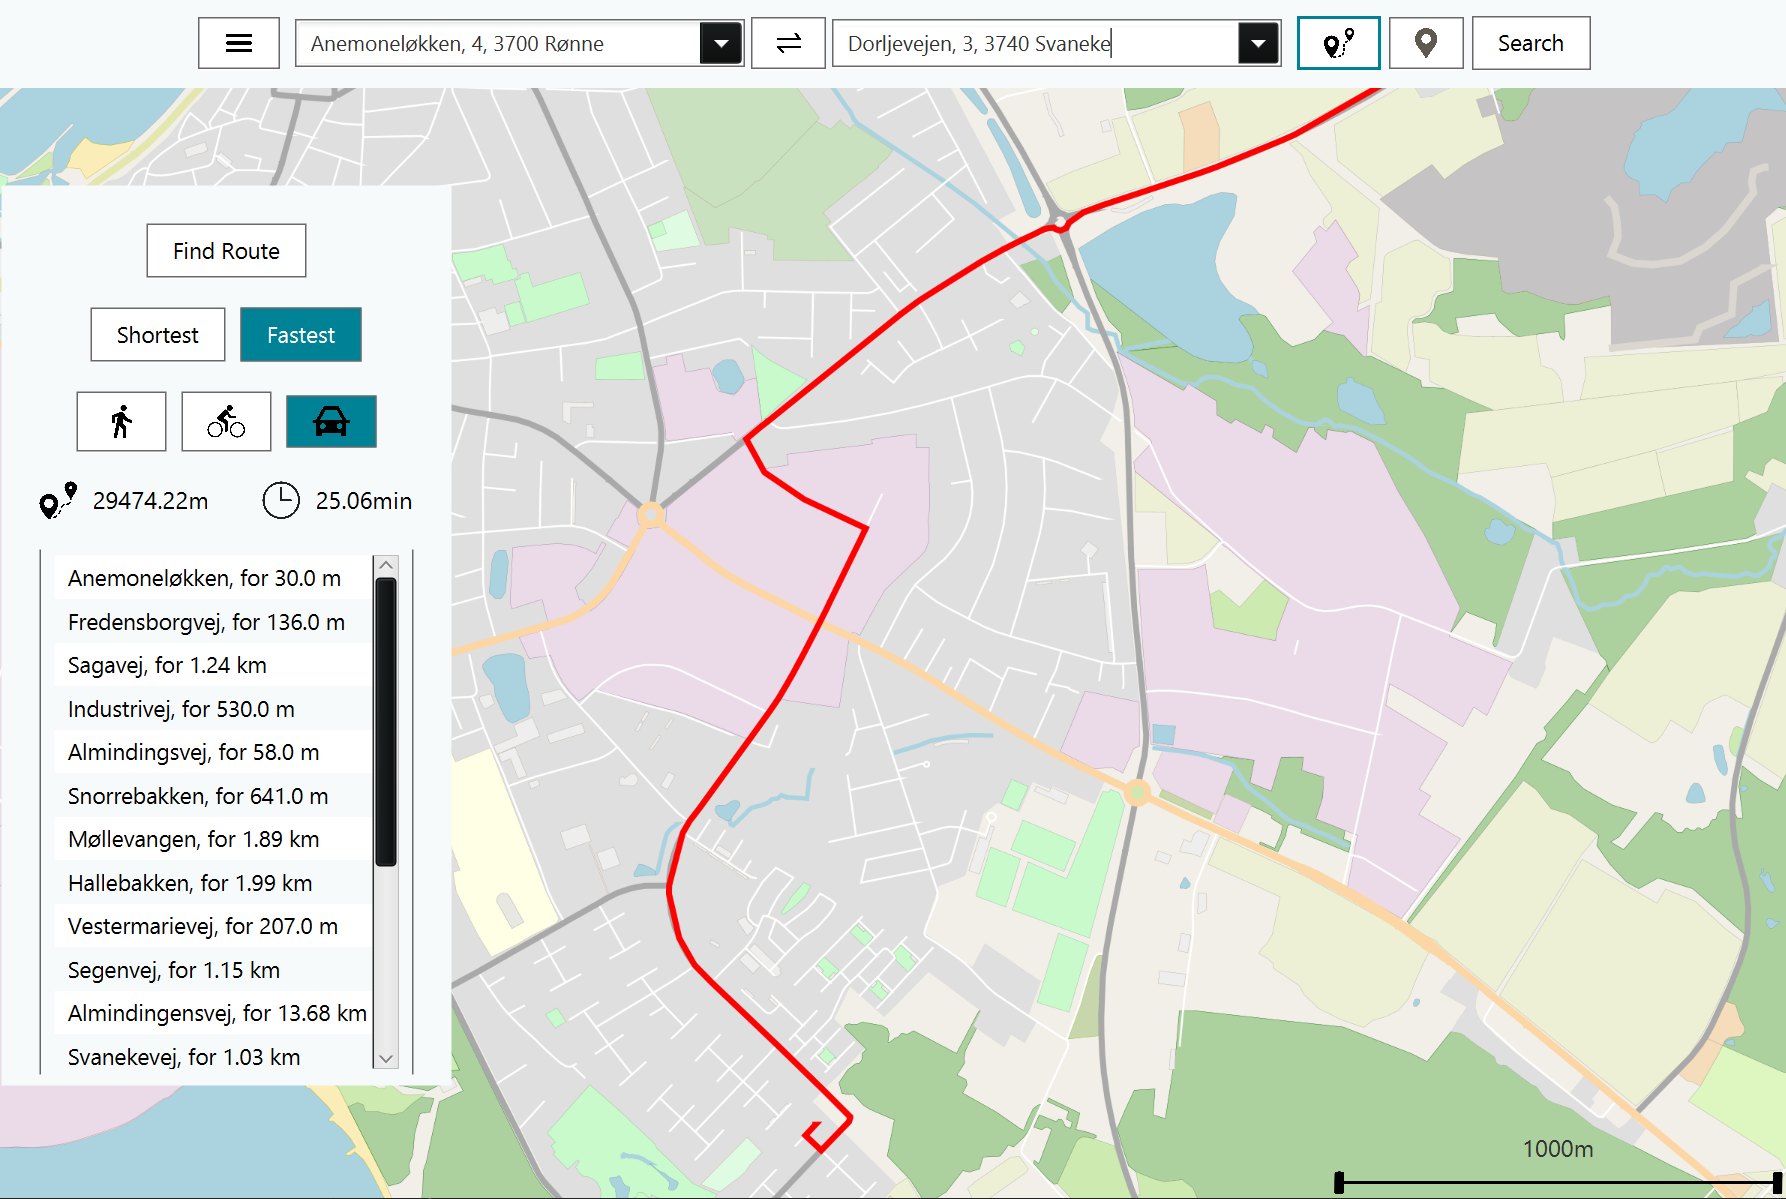 Anemoneløkken, 4, 3700 Rønne
Dorljevejen, 3, 3740 Svaneke
Search
Find Route
Shortest
Fastest
29474.22m
25.06min
Anemoneløkken, for 30.0 m
Fredensborgvej, for 136.0 m
Sagavej, for 1.24 km
Industrivej, for 530.0 m
Almindingsvej, for 58.0 m
Snorrebakken, for 641.0 m
Møllevangen, for 1.89 km
Hallebakken, for 1.99 km
Vestermarievej, for 207.0 m
Segenvej, for 1.15 km
Almindingensvej, for 13.68 km
Svanekevej, for 1.03 km
1000m